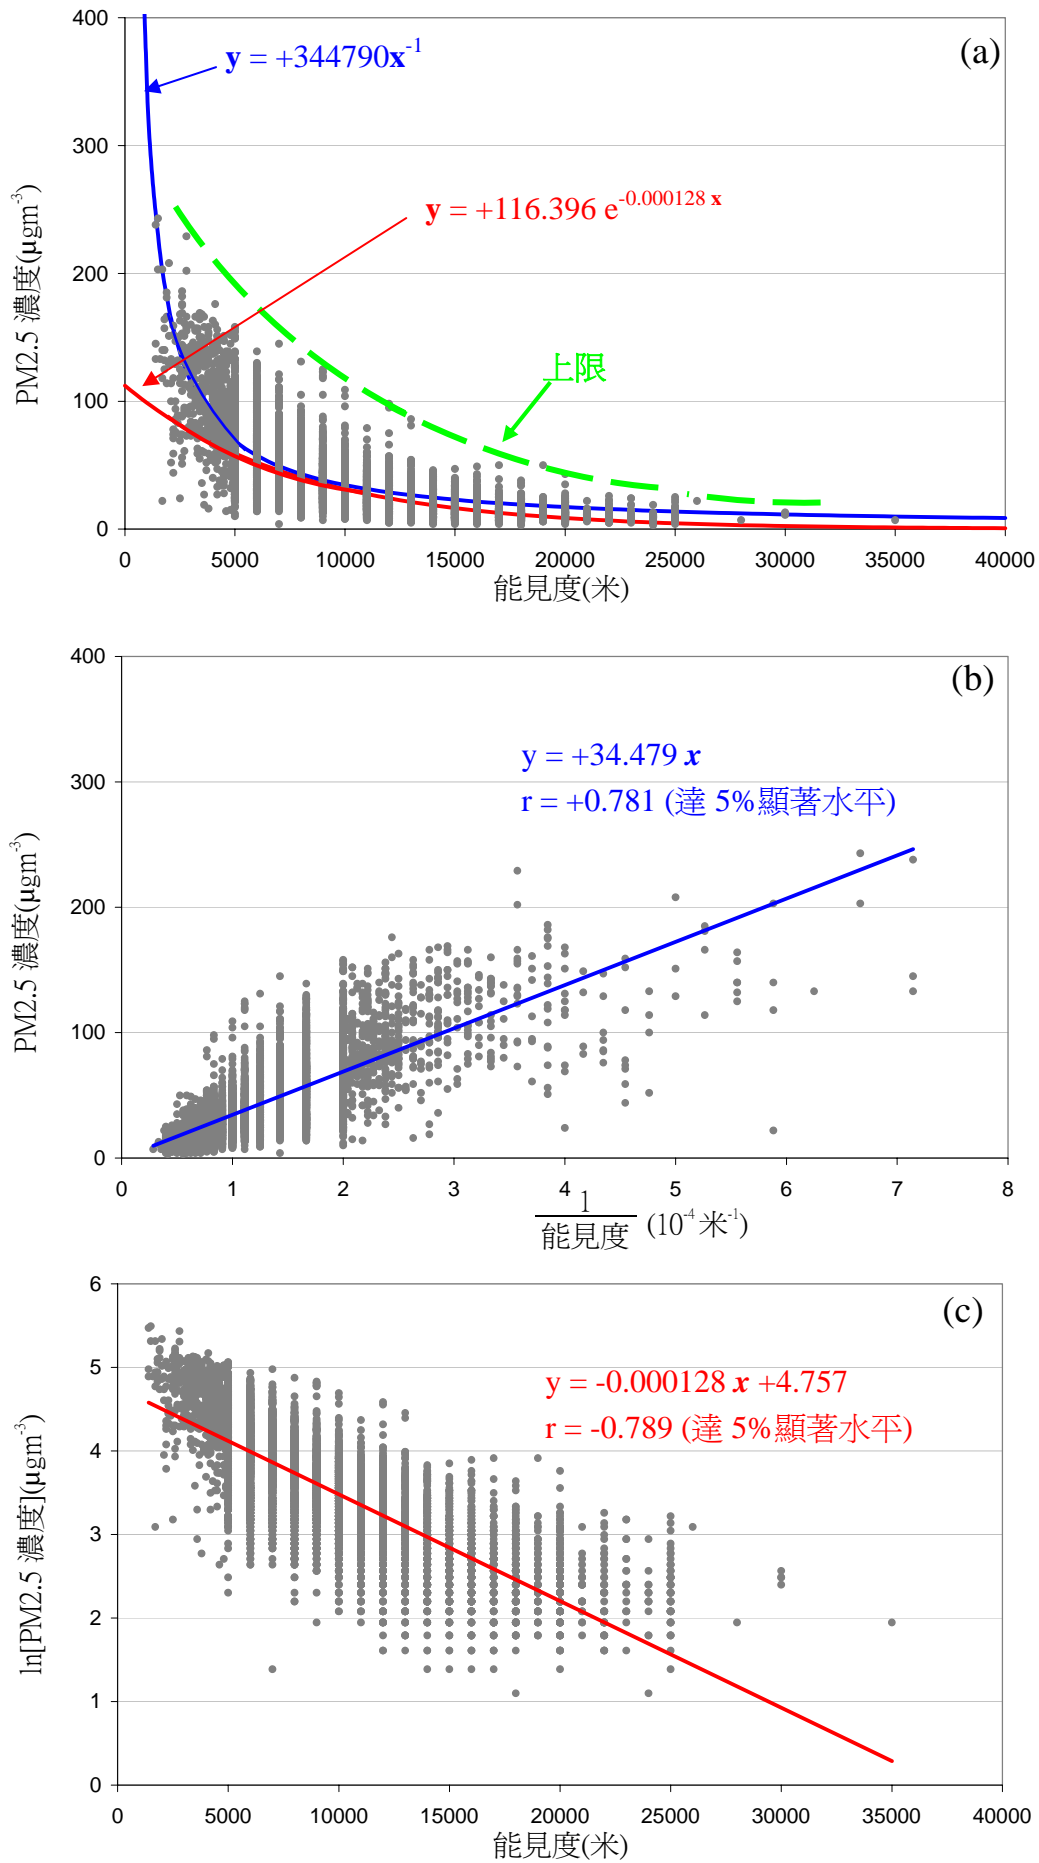 400
(a)
y = +344790x⁻¹
300
y = +116.396 e⁻⁰·⁰⁰⁰¹²⁸ ˣ
PM2.5 濃度(µgm⁻³)
200
上限
100
0
0 5000 10000 15000 20000 25000 30000 35000 40000
能見度(米)
400
(b)
y = +34.479 x
300
r = +0.781 (達 5%顯著水平)
PM2.5 濃度(µgm⁻³)
200
100
0
0 1 2 3 4 5 6 7 8
1
能見度 (10⁻⁴米⁻¹)
6
(c)
5
y = -0.000128 x +4.757
r = -0.789 (達 5%顯著水平)
4
ln[PM2.5 濃度](µgm⁻³)
3
2
1
0
0 5000 10000 15000 20000 25000 30000 35000 40000
能見度(米)